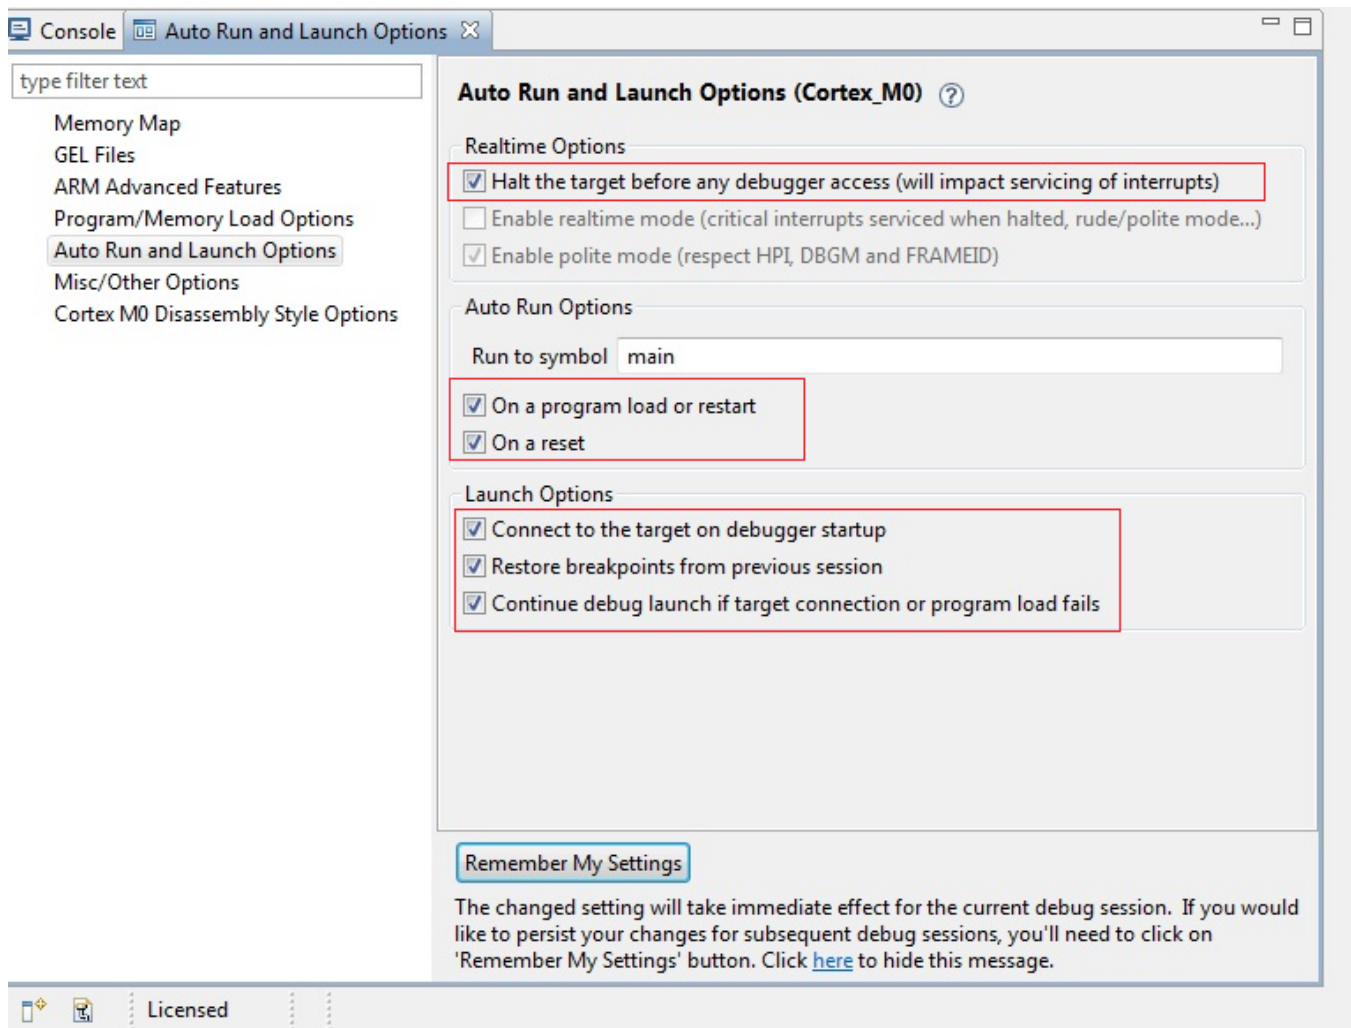 Console
Auto Run and Launch Options
type filter text
Memory Map
GEL Files
ARM Advanced Features
Program/Memory Load Options
Auto Run and Launch Options
Misc/Other Options
Cortex M0 Disassembly Style Options
Auto Run and Launch Options (Cortex_M0)
Realtime Options
Halt the target before any debugger access (will impact servicing of interrupts)
Enable realtime mode (critical interrupts serviced when halted, rude/polite mode...)
Enable polite mode (respect HPI, DBGM and FRAMEID)
Auto Run Options
Run to symbol main
On a program load or restart
On a reset
Launch Options
Connect to the target on debugger startup
Restore breakpoints from previous session
Continue debug launch if target connection or program load fails
Remember My Settings
The changed setting will take immediate effect for the current debug session. If you would
like to persist your changes for subsequent debug sessions, you'll need to click on
'Remember My Settings' button. Click here to hide this message.
Licensed